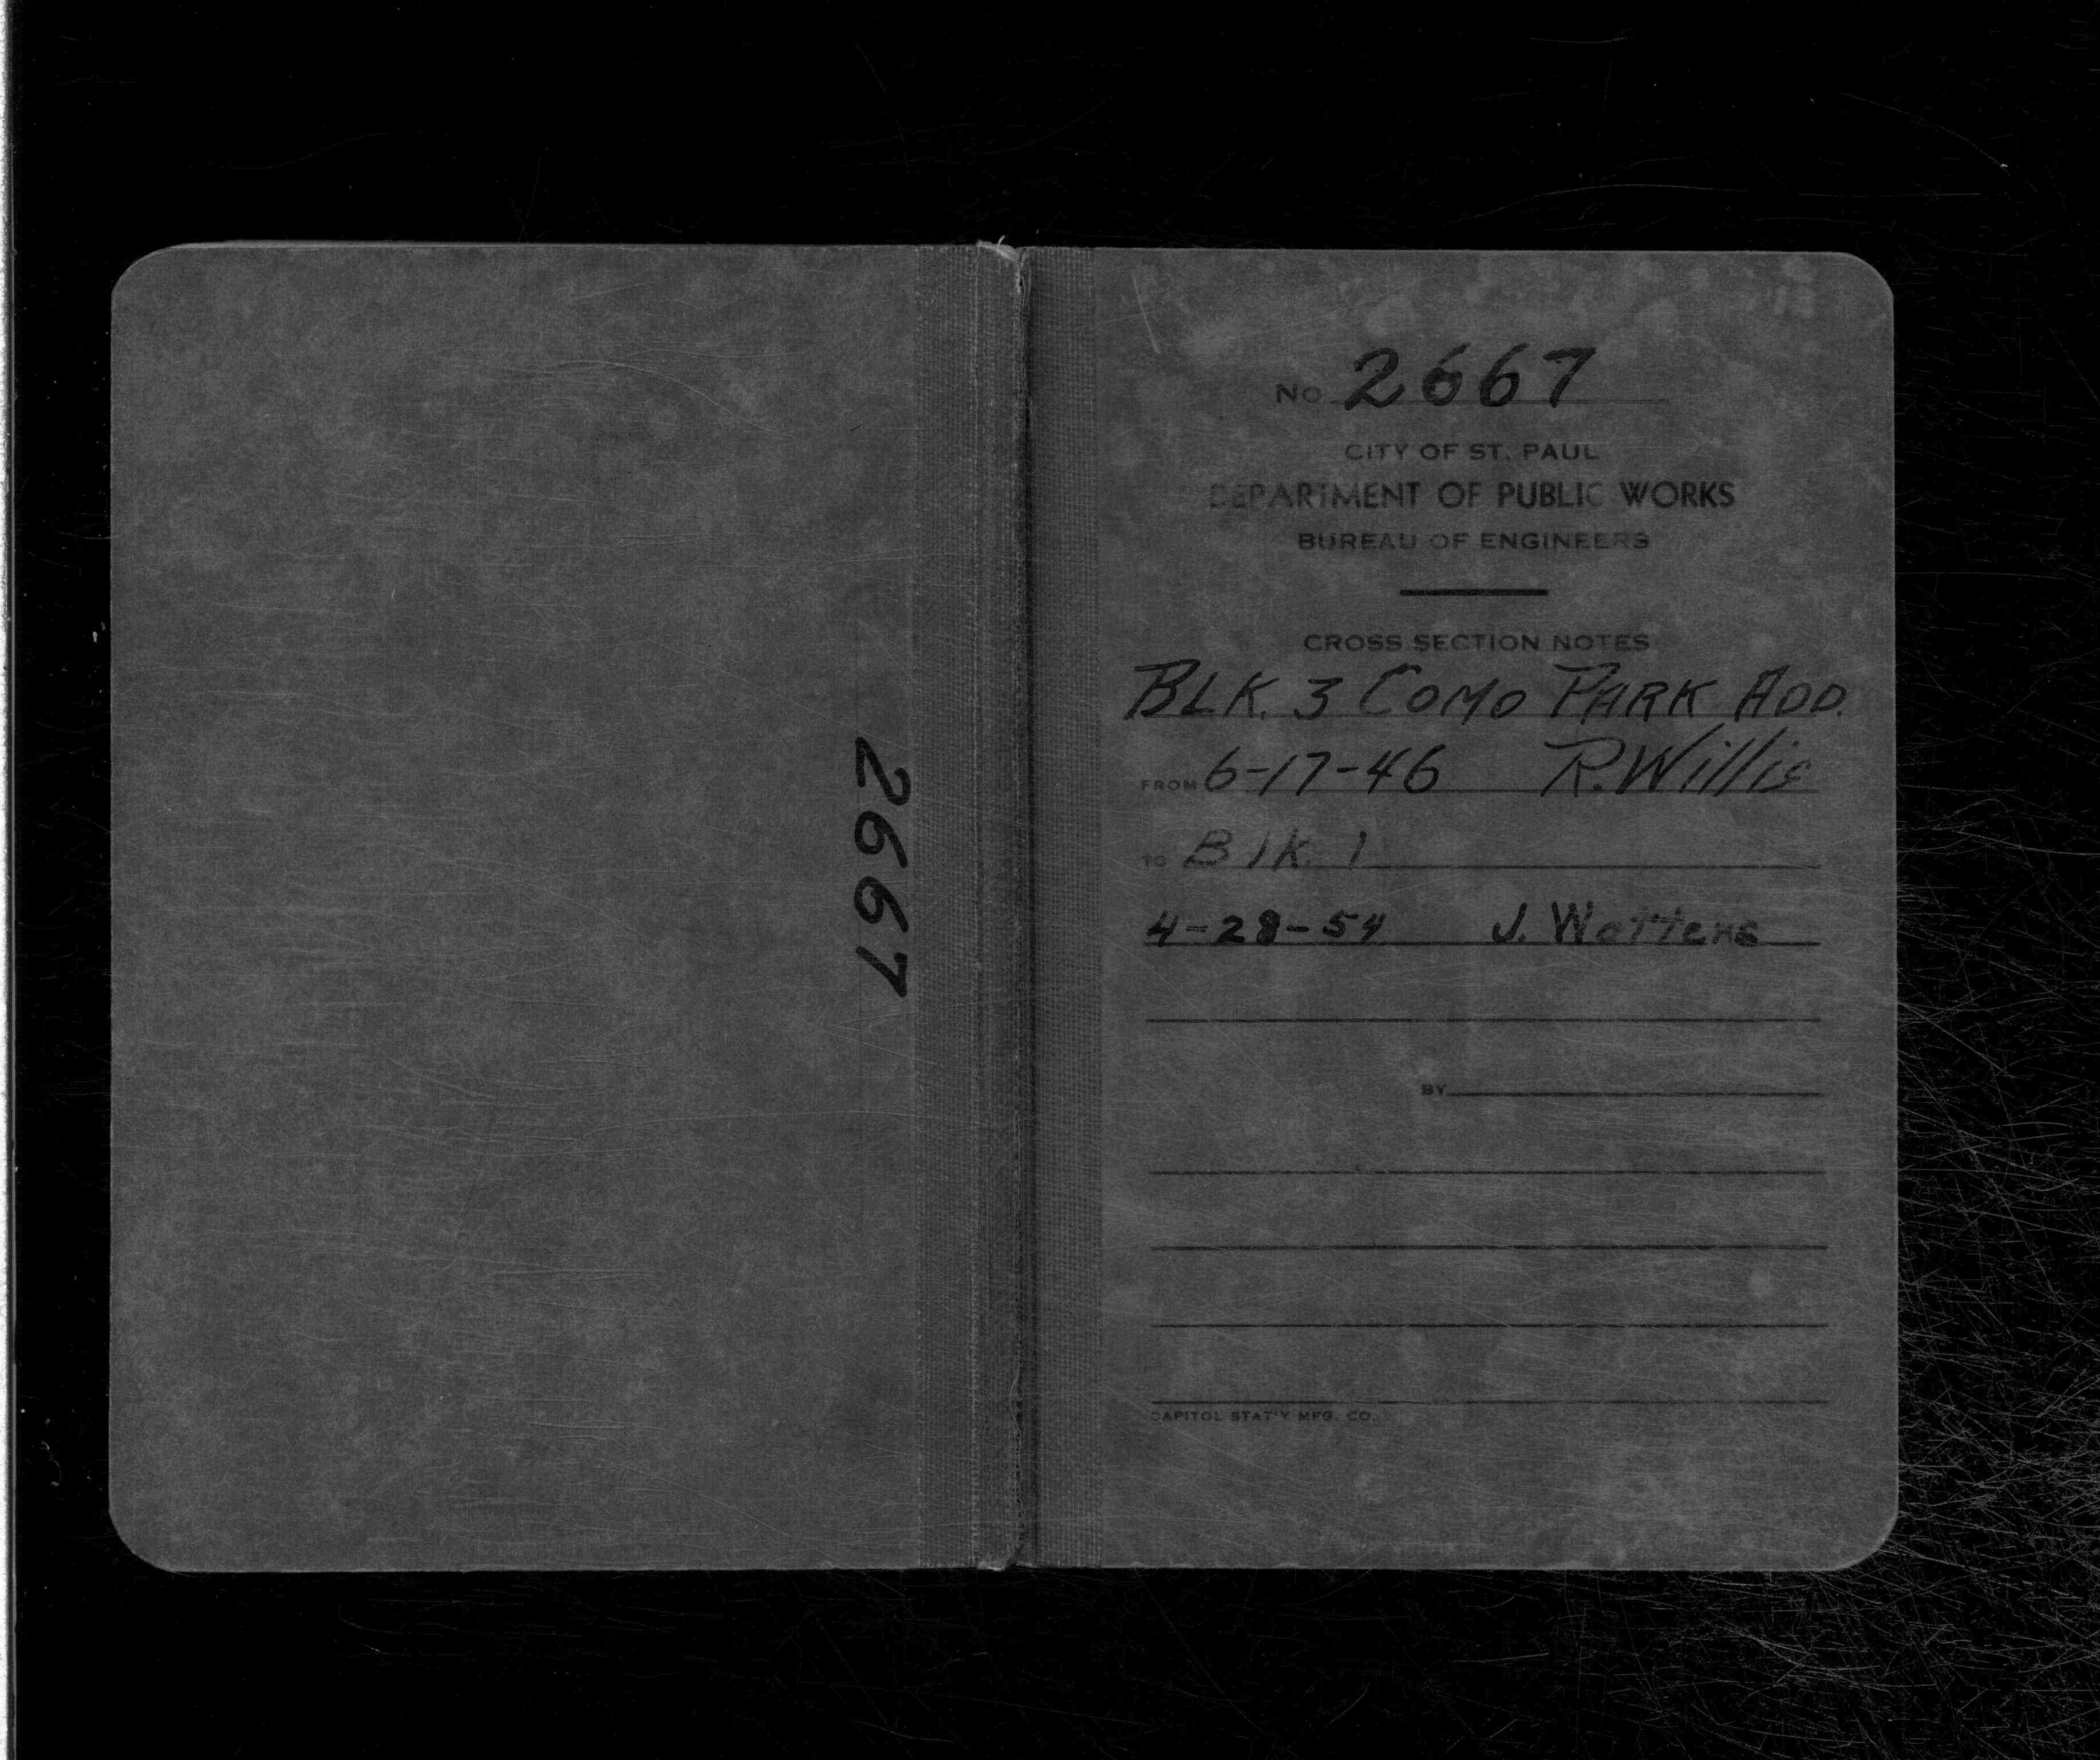 2667
No 2667
CITY OF ST. PAUL
DEPARTMENT OF PUBLIC WORKS
BUREAU OF ENGINEERS
CROSS SECTION NOTES
BLK. 3 COMO PARK ADD.
FROM 6-17-46 R. Willis
TO Blk. 1
4-28-54 J. Wottens
BY
CAPITOL STAT'Y MFG. CO.